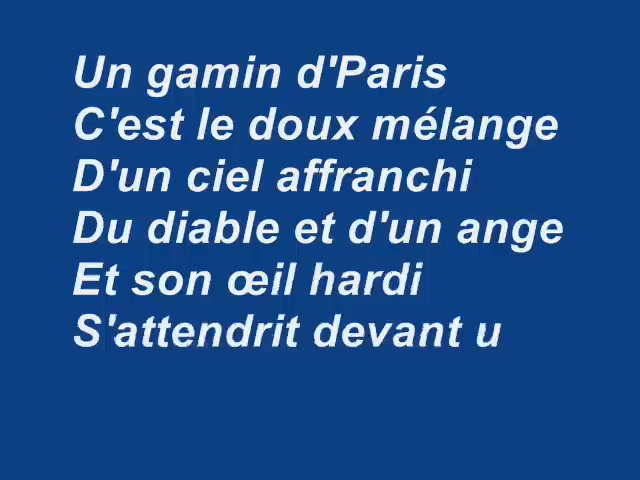 Un gamin d'Paris
C'est le doux mélange
D'un ciel affranchi
Du diable et d'un ange
Et son œil hardi
S'attendrit devant u